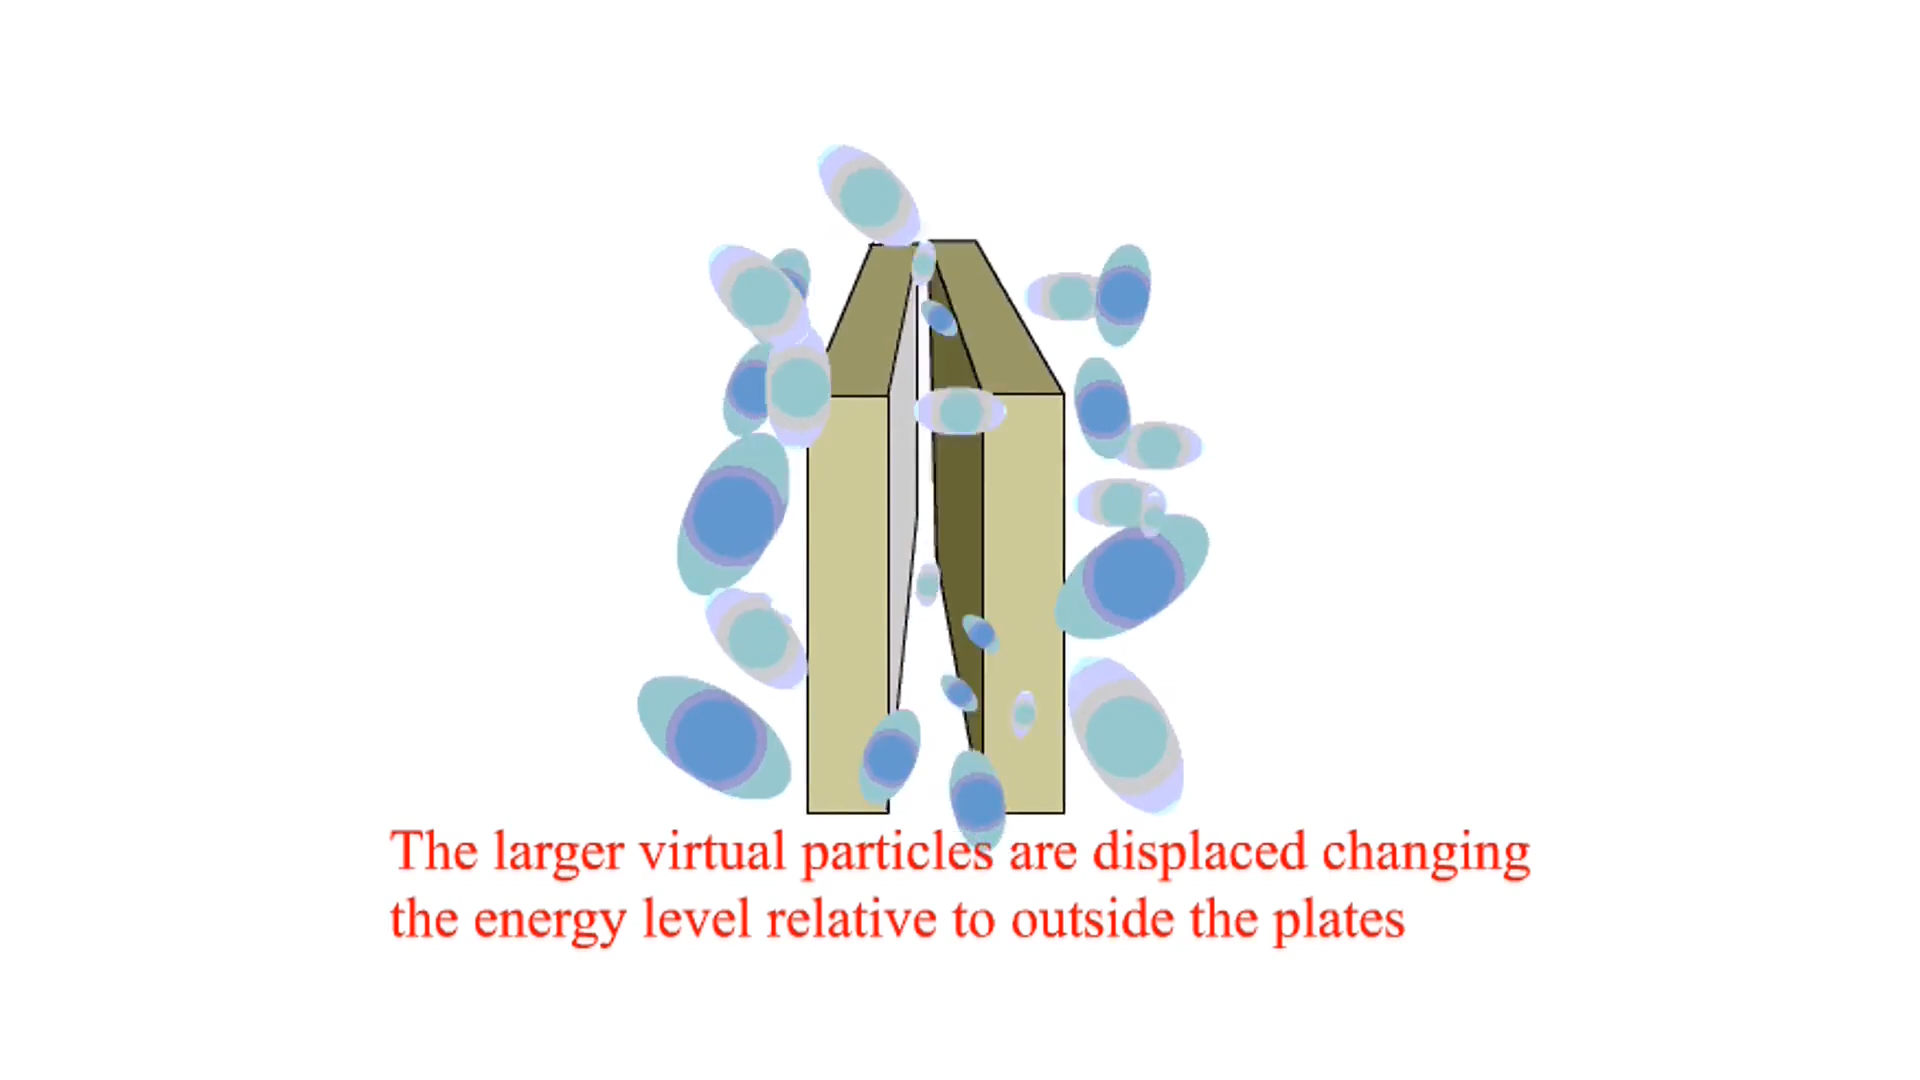 The larger virtual particles are displaced changing
the energy level relative to outside the plates